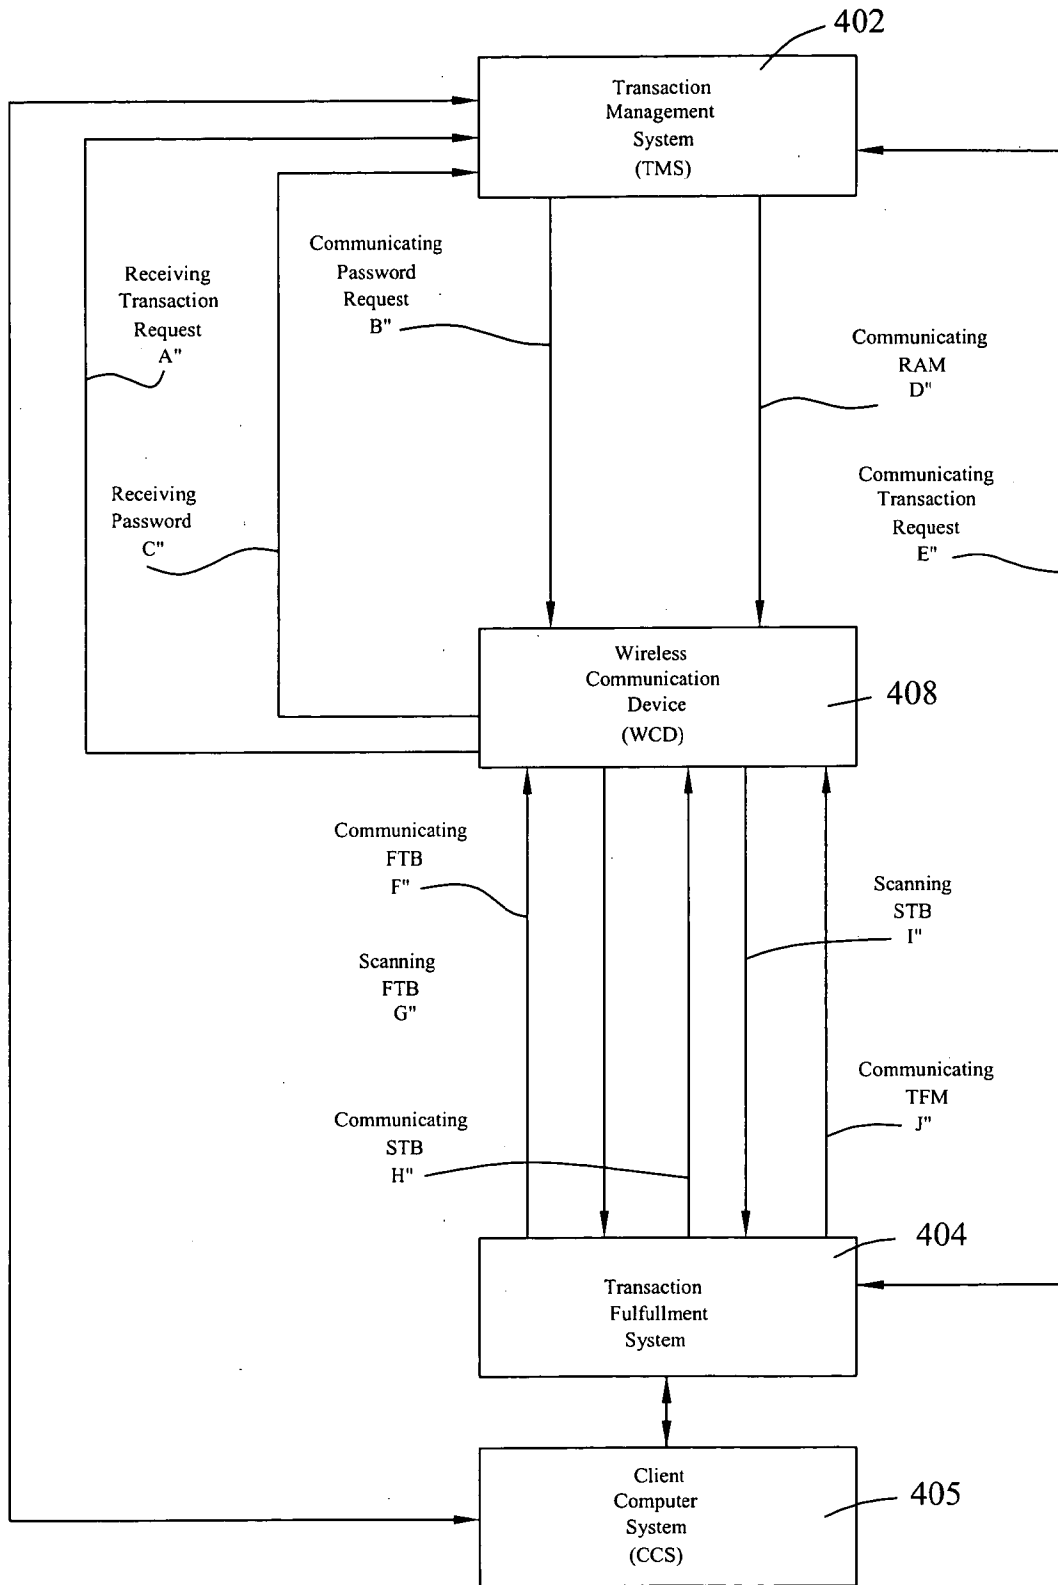 402
Transaction
Management
System
(TMS)
Communicating
Password
Request
B"
Receiving
Transaction
Request
A"
Communicating
RAM
D"
Receiving
Password
C"
Communicating
Transaction
Request
E"
Wireless
Communication
Device
(WCD)
408
Communicating
FTB
F"
Scanning
STB
I"
Scanning
FTB
G"
Communicating
TFM
J"
Communicating
STB
H"
404
Transaction
Fulfullment
System
Client
Computer
System
(CCS)
405